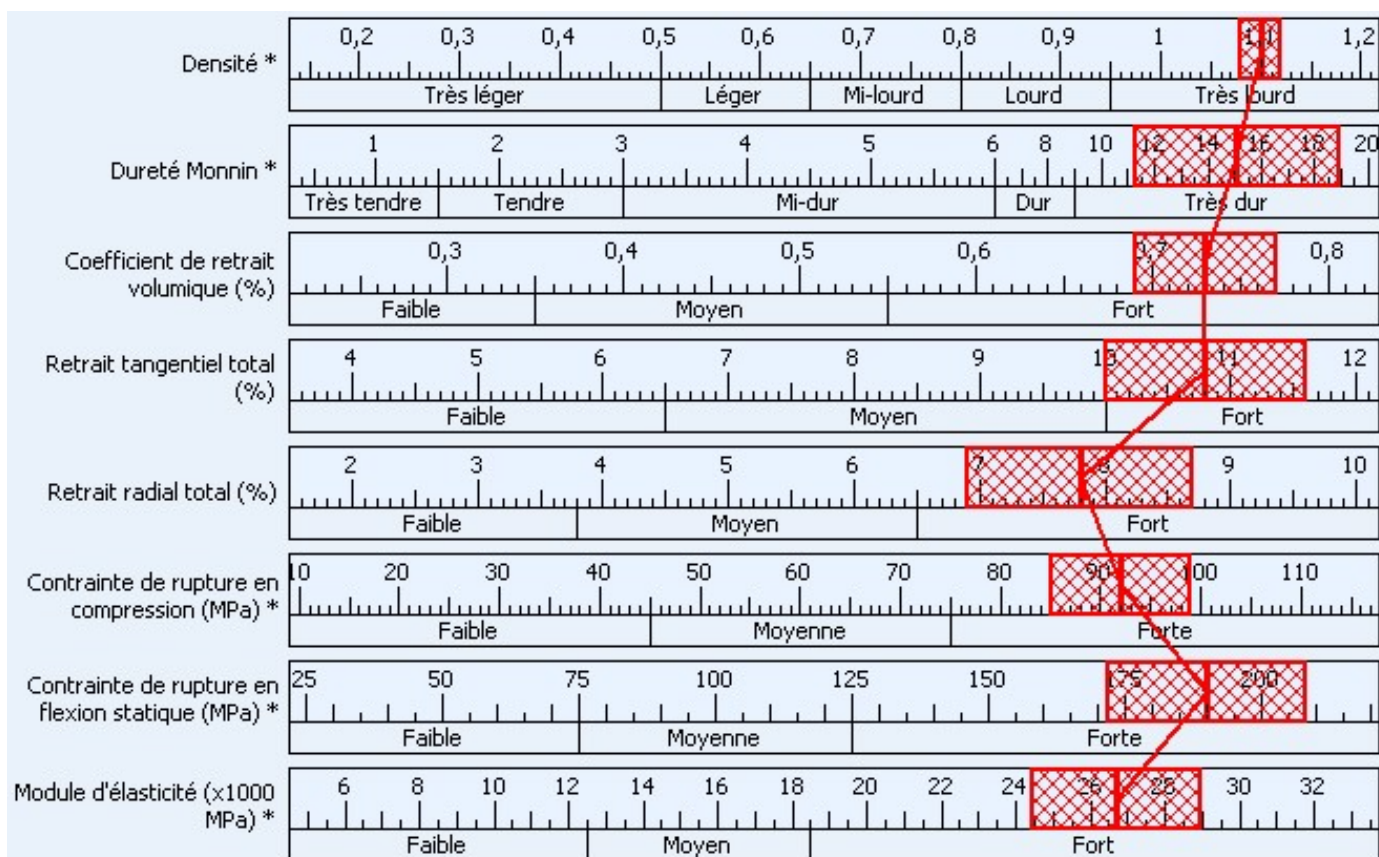 0,2 0,3 0,4 0,5 0,6 0,7 0,8 0,9 1 1,1 1,2
Densité *
Très léger Léger Mi-lourd Lourd Très lourd
1 2 3 4 5 6 8 10 12 14 16 18 20
Dureté Monnin *
Très tendre Tendre Mi-dur Dur Très dur
0,3 0,4 0,5 0,6 0,7 0,8
Coefficient de retrait
volumique (%)
Faible Moyen Fort
4 5 6 7 8 9 10 11 12
Retrait tangentiel total
(%)
Faible Moyen Fort
2 3 4 5 6 7 8 9 10
Retrait radial total (%)
Faible Moyen Fort
10 20 30 40 50 60 70 80 90 100 110
Contrainte de rupture en
compression (MPa) *
Faible Moyenne Forte
25 50 75 100 125 150 175 200
Contrainte de rupture en
flexion statique (MPa) *
Faible Moyenne Forte
6 8 10 12 14 16 18 20 22 24 26 28 30 32
Module d'élasticité (x1000
MPa) *
Faible Moyen Fort